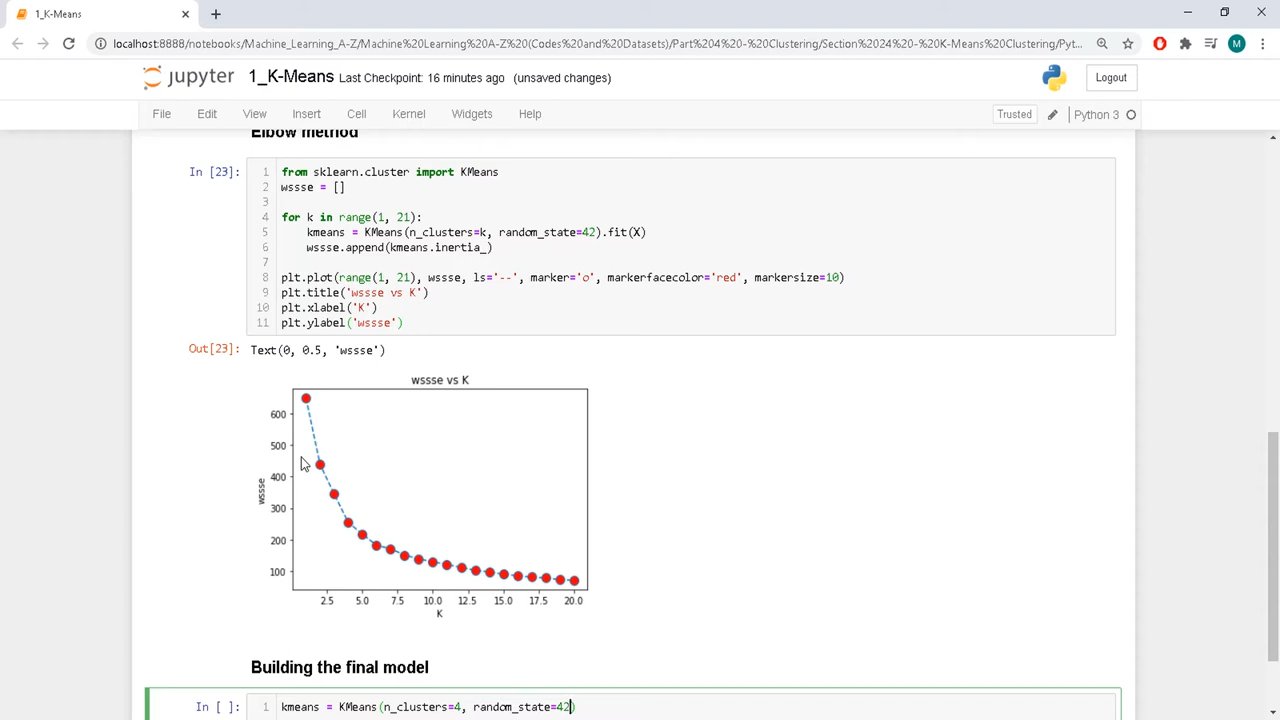 1_K-Means
localhost:8888/notebooks/Machine_Learning_A-Z/Machine%20Learning%20A-Z%20(Codes%20and%20Datasets)/Part%204%20-%20Clustering/Section%2024%20-%20K-Means%20Clustering/Pyt...
M
jupyter 1_K-Means Last Checkpoint: 16 minutes ago (unsaved changes) Logout
File Edit View Insert Cell Kernel Widgets Help Trusted Python 3
Elbow method
In [23]:
1 from sklearn.cluster import KMeans
2 wssse = []
3
4 for k in range(1, 21):
5 kmeans = KMeans(n_clusters=k, random_state=42).fit(X)
6 wssse.append(kmeans.inertia_)
7
8 plt.plot(range(1, 21), wssse, ls='--', marker='o', markerfacecolor='red', markersize=10)
9 plt.title('wssse vs K')
10 plt.xlabel('K')
11 plt.ylabel('wssse')
Out[23]: Text(0, 0.5, 'wssse')
wssse vs K
600
500
400
300
200
100
wssse
2.5 5.0 7.5 10.0 12.5 15.0 17.5 20.0
K
Building the final model
In [ ]: 1 kmeans = KMeans(n_clusters=4, random_state=42)